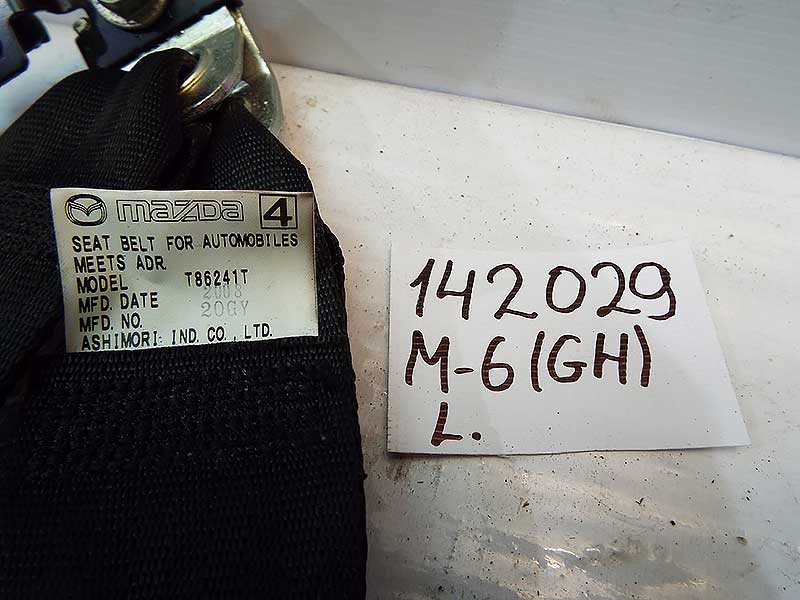 mazda 4
SEAT BELT FOR AUTOMOBILES
MEETS ADR.
MODEL T86241T
MFD. DATE 2008
MFD. NO. 20GY
ASHIMORI IND. CO., LTD.
142029
M-6(GH)
L.